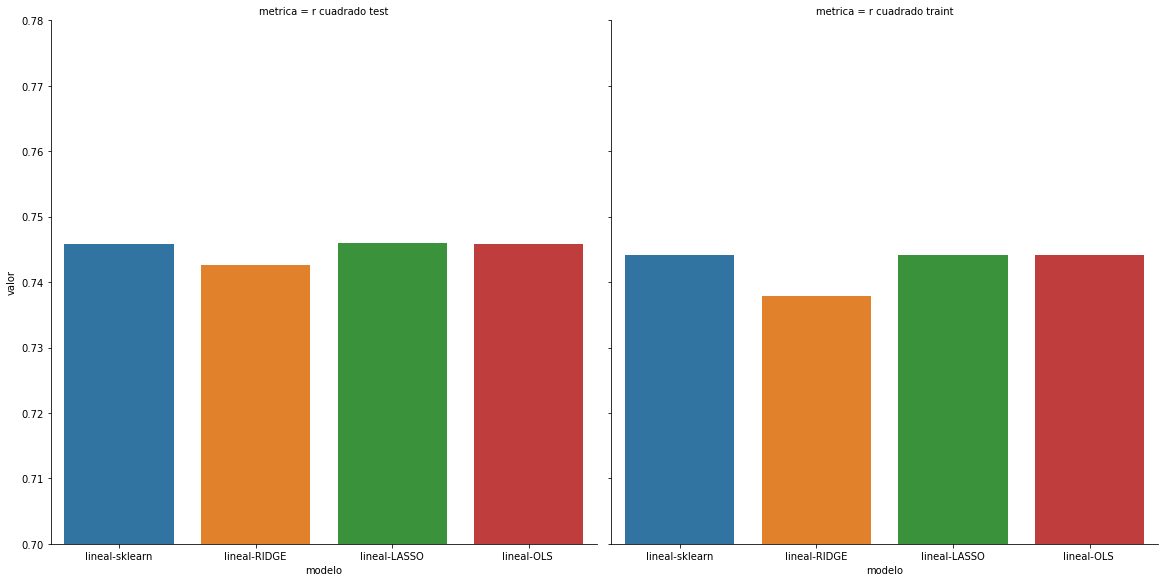 metrica = r cuadrado test
metrica = r cuadrado traint
0.78
0.77
0.76
0.75
0.74
0.73
0.72
0.71
0.70
valor
lineal-sklearn
lineal-RIDGE
lineal-LASSO
lineal-OLS
modelo
lineal-sklearn
lineal-RIDGE
lineal-LASSO
lineal-OLS
modelo